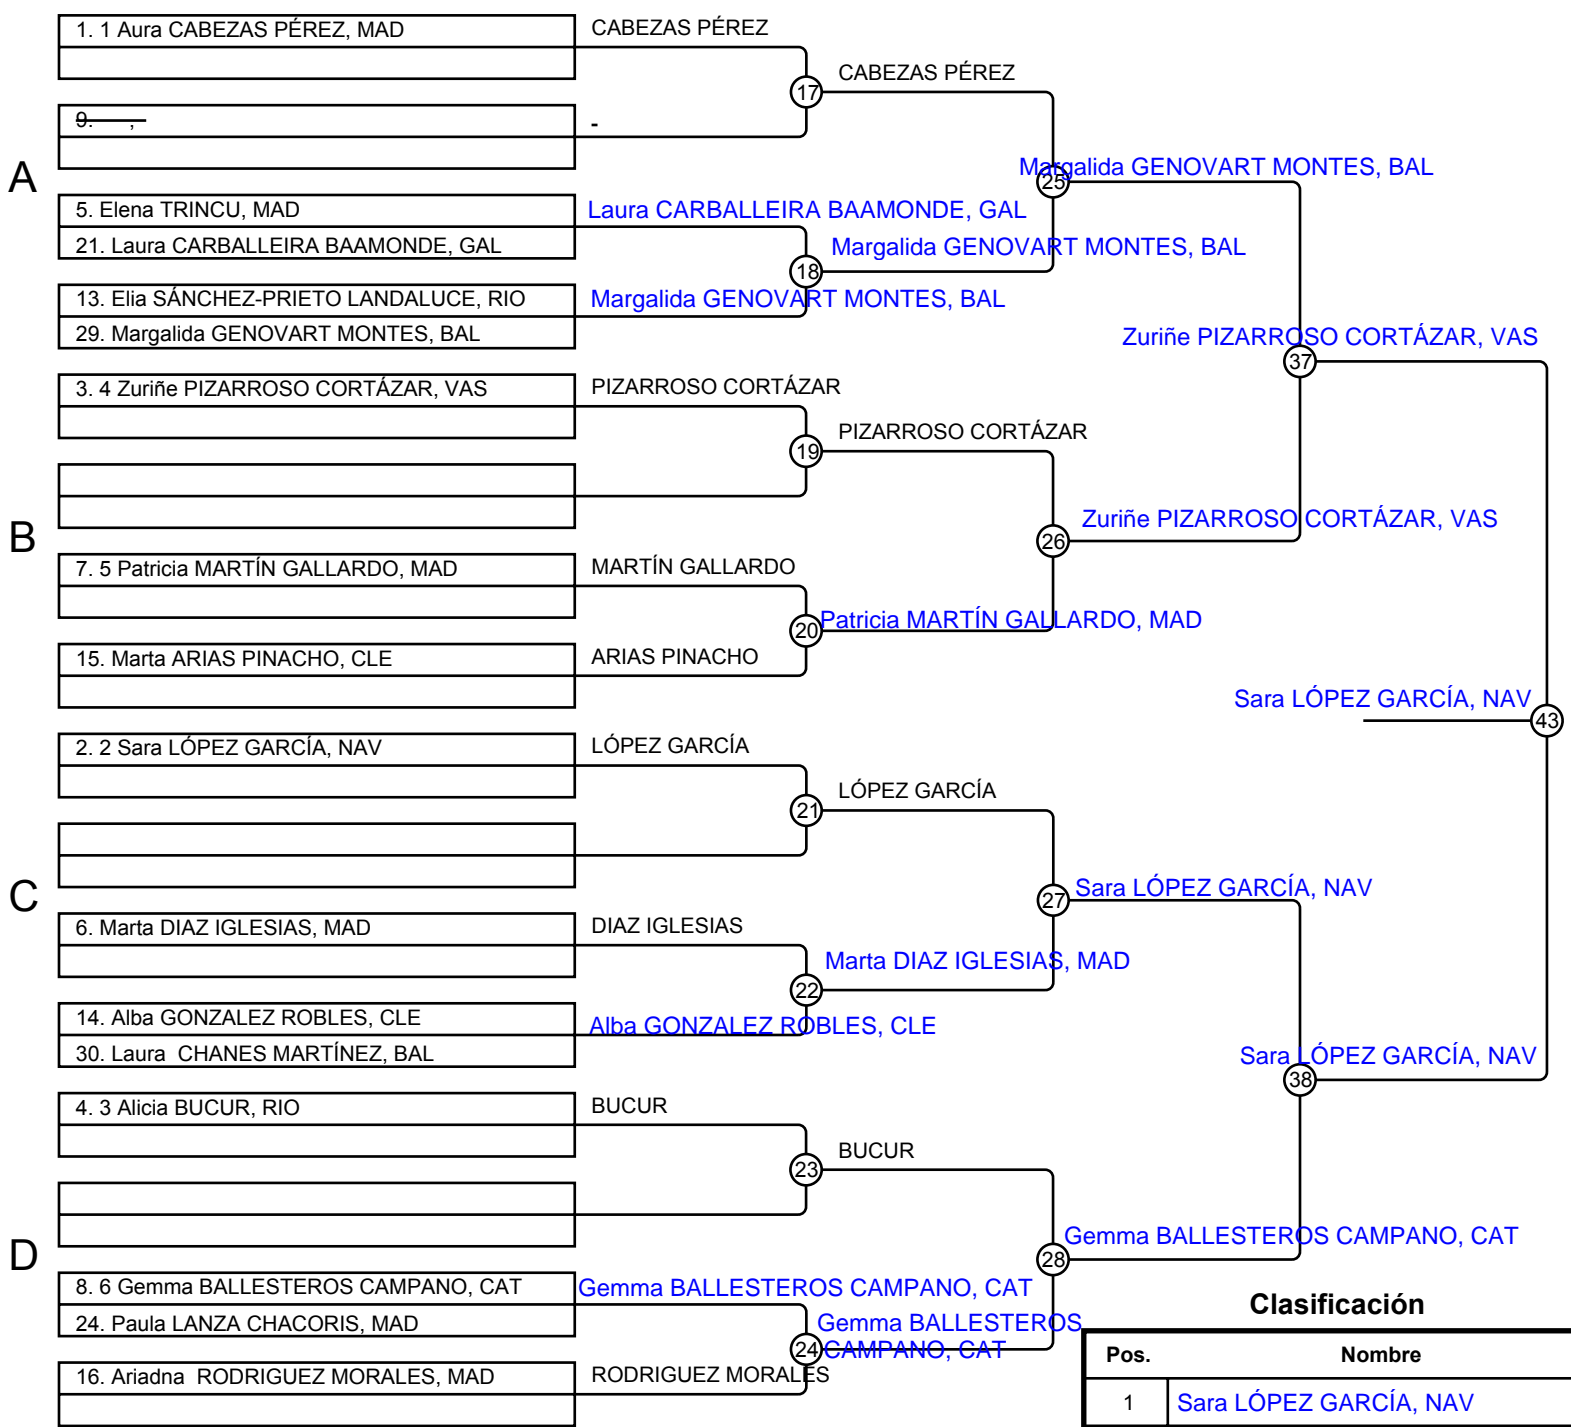 1. 1 Aura CABEZAS PÉREZ, MAD
CABEZAS PÉREZ
CABEZAS PÉREZ
17
9. , -
-
A
Margalida GENOVART MONTES, BAL
25
5. Elena TRINCU, MAD
Laura CARBALLEIRA BAAMONDE, GAL
21. Laura CARBALLEIRA BAAMONDE, GAL
Margalida GENOVART MONTES, BAL
18
13. Elia SÁNCHEZ-PRIETO LANDALUCE, RIO
Margalida GENOVART MONTES, BAL
29. Margalida GENOVART MONTES, BAL
Zuriñe PIZARROSO CORTÁZAR, VAS
37
3. 4 Zuriñe PIZARROSO CORTÁZAR, VAS
PIZARROSO CORTÁZAR
PIZARROSO CORTÁZAR
19
B
Zuriñe PIZARROSO CORTÁZAR, VAS
26
7. 5 Patricia MARTÍN GALLARDO, MAD
MARTÍN GALLARDO
Patricia MARTÍN GALLARDO, MAD
20
15. Marta ARIAS PINACHO, CLE
ARIAS PINACHO
Sara LÓPEZ GARCÍA, NAV
43
2. 2 Sara LÓPEZ GARCÍA, NAV
LÓPEZ GARCÍA
LÓPEZ GARCÍA
21
C
Sara LÓPEZ GARCÍA, NAV
27
6. Marta DIAZ IGLESIAS, MAD
DIAZ IGLESIAS
Marta DIAZ IGLESIAS, MAD
22
14. Alba GONZALEZ ROBLES, CLE
Alba GONZALEZ ROBLES, CLE
30. Laura CHANES MARTÍNEZ, BAL
Sara LÓPEZ GARCÍA, NAV
38
4. 3 Alicia BUCUR, RIO
BUCUR
BUCUR
23
D
Gemma BALLESTEROS CAMPANO, CAT
28
8. 6 Gemma BALLESTEROS CAMPANO, CAT
Gemma BALLESTEROS CAMPANO, CAT
24. Paula LANZA CHACORIS, MAD
Gemma BALLESTEROS
CAMPANO, CAT
24
16. Ariadna RODRIGUEZ MORALES, MAD
RODRIGUEZ MORALES
Clasificación
Pos. Nombre
1 Sara LÓPEZ GARCÍA, NAV